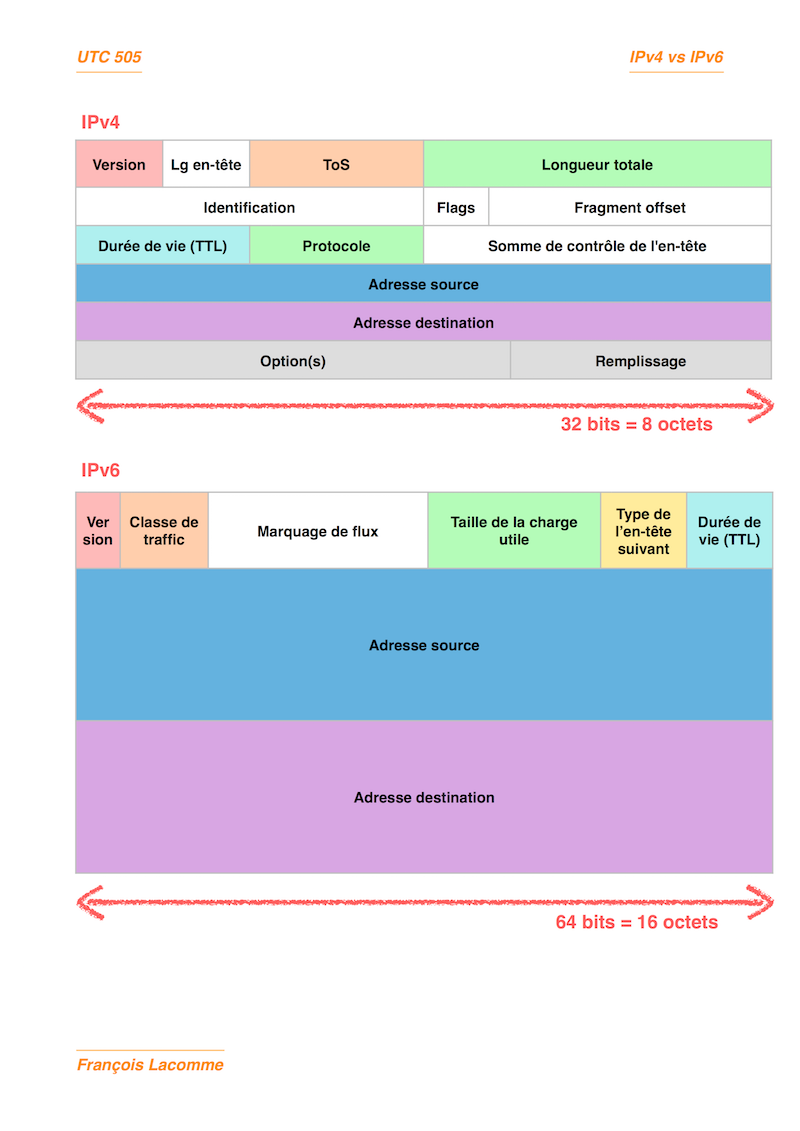 UTC 505
IPv4 vs IPv6
IPv4
Version
Lg en-tête
ToS
Longueur totale
Identification
Flags
Fragment offset
Durée de vie (TTL)
Protocole
Somme de contrôle de l'en-tête
Adresse source
Adresse destination
Option(s)
Remplissage
32 bits = 8 octets
IPv6
Ver
sion
Classe de
traffic
Marquage de flux
Taille de la charge
utile
Type de
l'en-tête
suivant
Durée de
vie (TTL)
Adresse source
Adresse destination
64 bits = 16 octets
François Lacomme